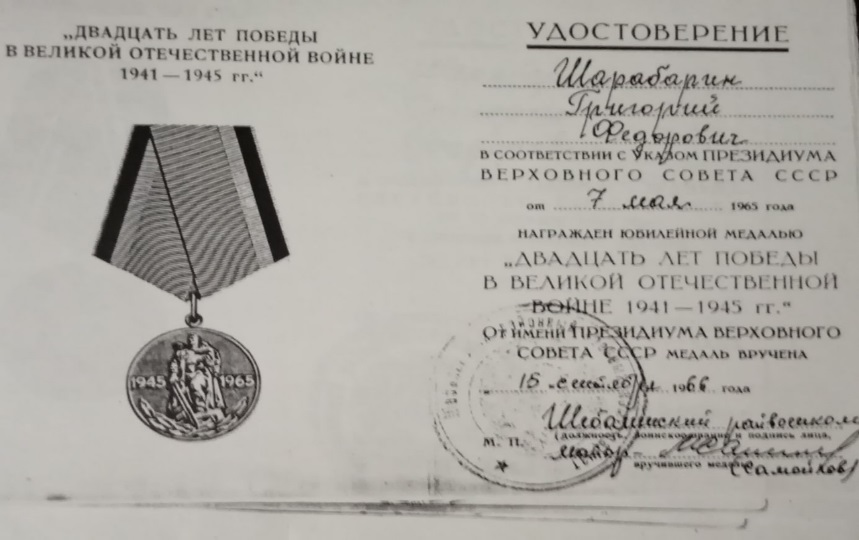 „ДВАДЦАТЬ ЛЕТ ПОБЕДЫ
В ВЕЛИКОЙ ОТЕЧЕСТВЕННОЙ ВОЙНЕ
1941 — 1945 гг.“
1945 1965
УДОСТОВЕРЕНИЕ
Шарабарин
Григорий
Федорович
В СООТВЕТСТВИИ С УКАЗОМ ПРЕЗИДИУМА
ВЕРХОВНОГО СОВЕТА СССР
от 7 мая 1965 года
НАГРАЖДЕН ЮБИЛЕЙНОЙ МЕДАЛЬЮ
„ДВАДЦАТЬ ЛЕТ ПОБЕДЫ
В ВЕЛИКОЙ ОТЕЧЕСТВЕННОЙ
ВОЙНЕ 1941 — 1945 гг.“
ОТ ИМЕНИ ПРЕЗИДИУМА ВЕРХОВНОГО
СОВЕТА СССР МЕДАЛЬ ВРУЧЕНА
15 сентября 1966 года
райвоенком
М. П. (должность, воинское звание и подпись лица,
майор
вручившего медаль)
(Самойлов)